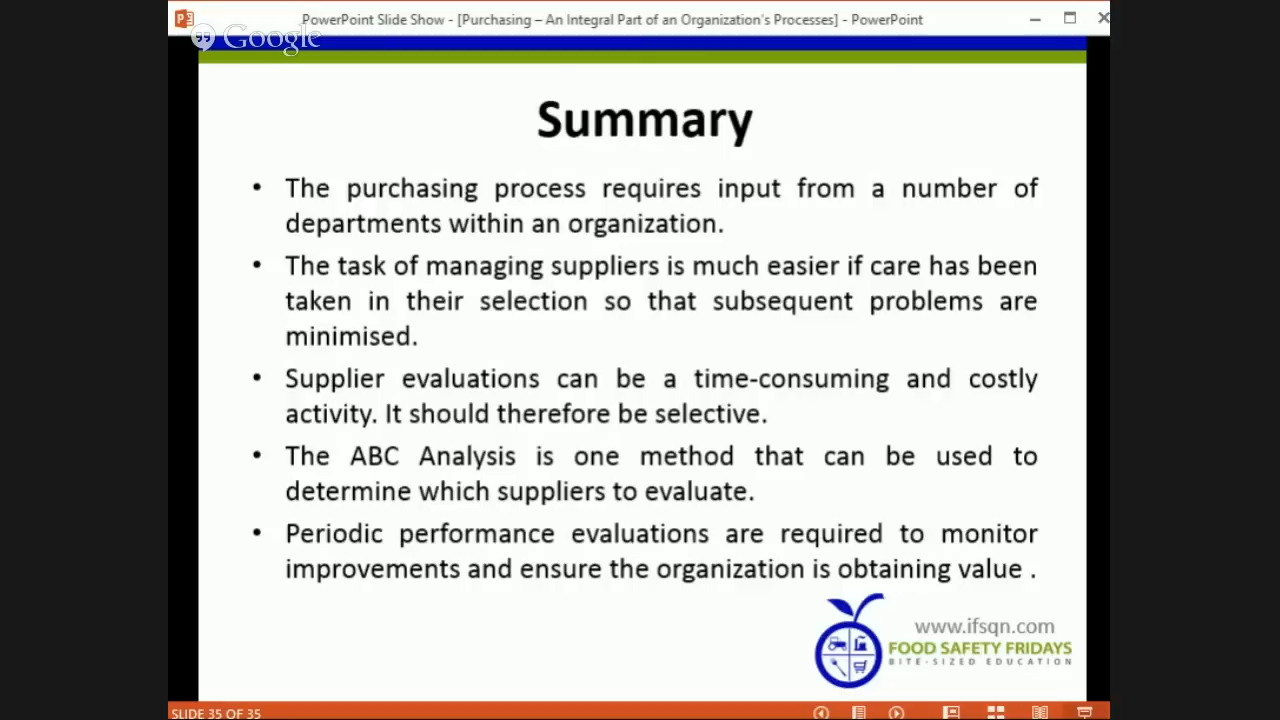 PowerPoint Slide Show - [Purchasing – An Integral Part of an Organization's Processes] - PowerPoint
Google
Summary
• The purchasing process requires input from a number of
departments within an organization.
• The task of managing suppliers is much easier if care has been
taken in their selection so that subsequent problems are
minimised.
• Supplier evaluations can be a time-consuming and costly
activity. It should therefore be selective.
• The ABC Analysis is one method that can be used to
determine which suppliers to evaluate.
• Periodic performance evaluations are required to monitor
improvements and ensure the organization is obtaining value .
www.ifsqn.com
FOOD SAFETY FRIDAYS
BITE-SIZED EDUCATION
SLIDE 35 OF 35